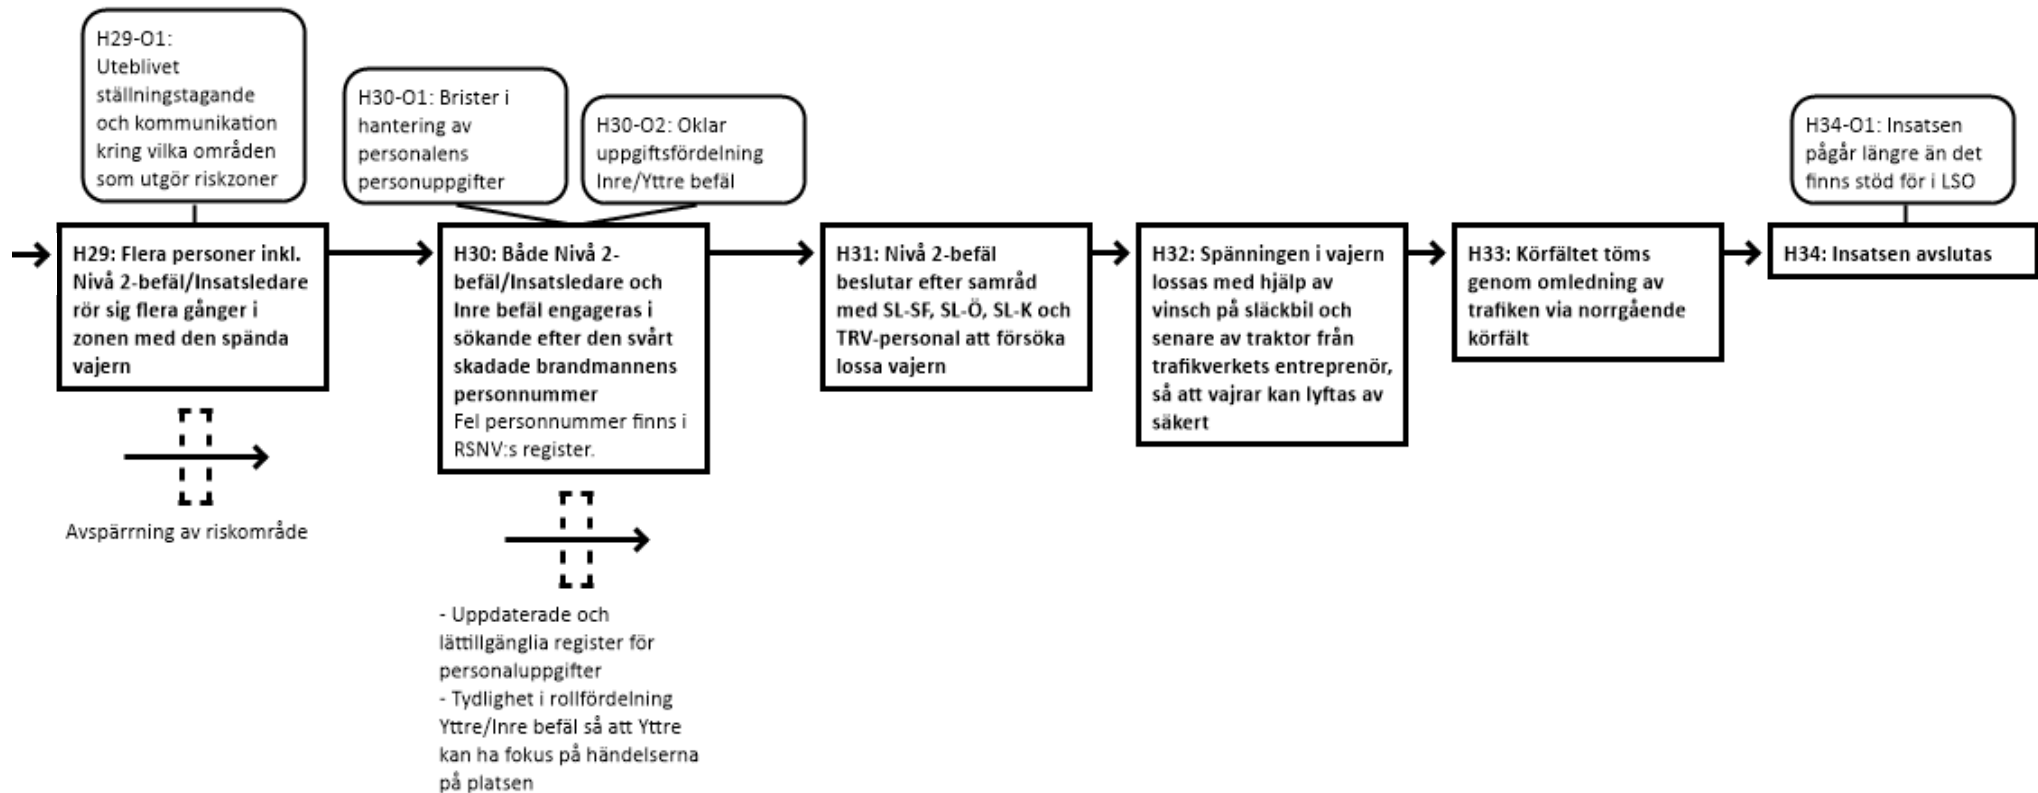 H29-O1:
Uteblivet
ställningstagande
och kommunikation
kring vilka områden
som utgör riskzoner
H30-O1: Brister i
hantering av
personalens
personuppgifter
H30-O2: Oklar
uppgiftsfördelning
Inre/Yttre befäl
H34-O1: Insatsen
pågår längre än det
finns stöd för i LSO
H29: Flera personer inkl.
Nivå 2-befäl/Insatsledare
rör sig flera gånger i
zonen med den spända
vajern
H30: Både Nivå 2-
befäl/Insatsledare och
Inre befäl engageras i
sökande efter den svårt
skadade brandmannens
personnummer
Fel personnummer finns i
RSNV:s register.
H31: Nivå 2-befäl
beslutar efter samråd
med SL-SF, SL-Ö, SL-K och
TRV-personal att försöka
lossa vajern
H32: Spänningen i vajern
lossas med hjälp av
vinsch på släckbil och
senare av traktor från
trafikverkets entreprenör,
så att vajrar kan lyftas av
säkert
H33: Körfältet töms
genom omledning av
trafiken via norrgående
körfält
H34: Insatsen avslutas
Avspärrning av riskområde
- Uppdaterade och
lättillgänglia register för
personaluppgifter
- Tydlighet i rollfördelning
Yttre/Inre befäl så att Yttre
kan ha fokus på händelserna
på platsen